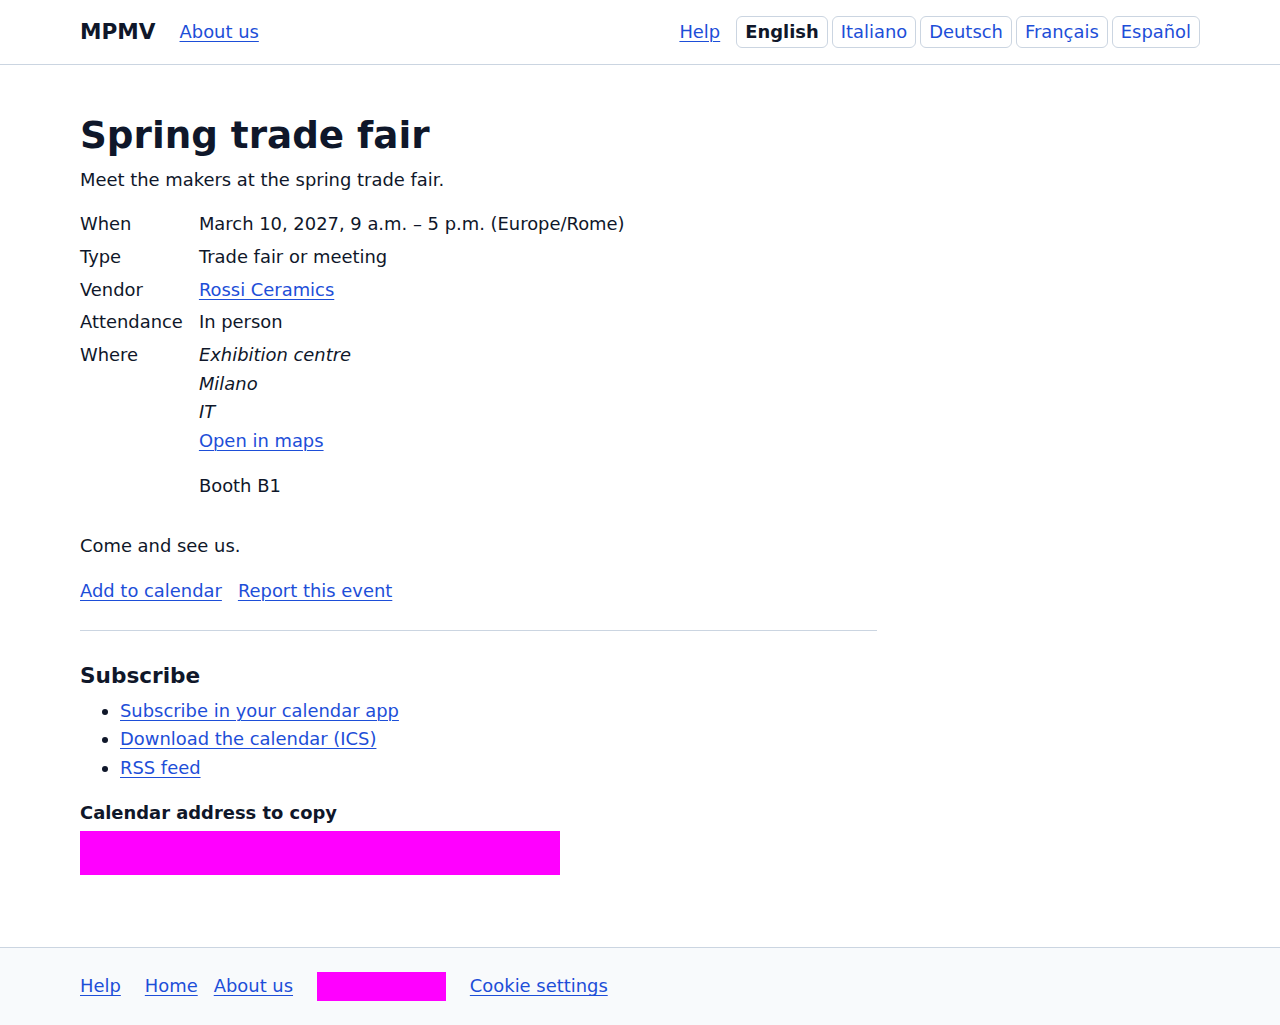 MPMV About us Help English Italiano Deutsch Français Español
Spring trade fair
Meet the makers at the spring trade fair.
When March 10, 2027, 9 a.m. – 5 p.m. (Europe/Rome)
Type Trade fair or meeting
Vendor Rossi Ceramics
Attendance In person
Where Exhibition centre
Milano
IT
Open in maps
Booth B1
Come and see us.
Add to calendar Report this event
Subscribe
Subscribe in your calendar app
Download the calendar (ICS)
RSS feed
Calendar address to copy
Help Home About us Cookie settings